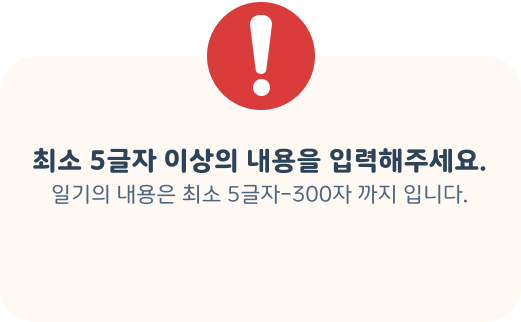 최소 5글자 이상의 내용을 입력해주세요.
일기의 내용은 최소 5글자-300자 까지 입니다.